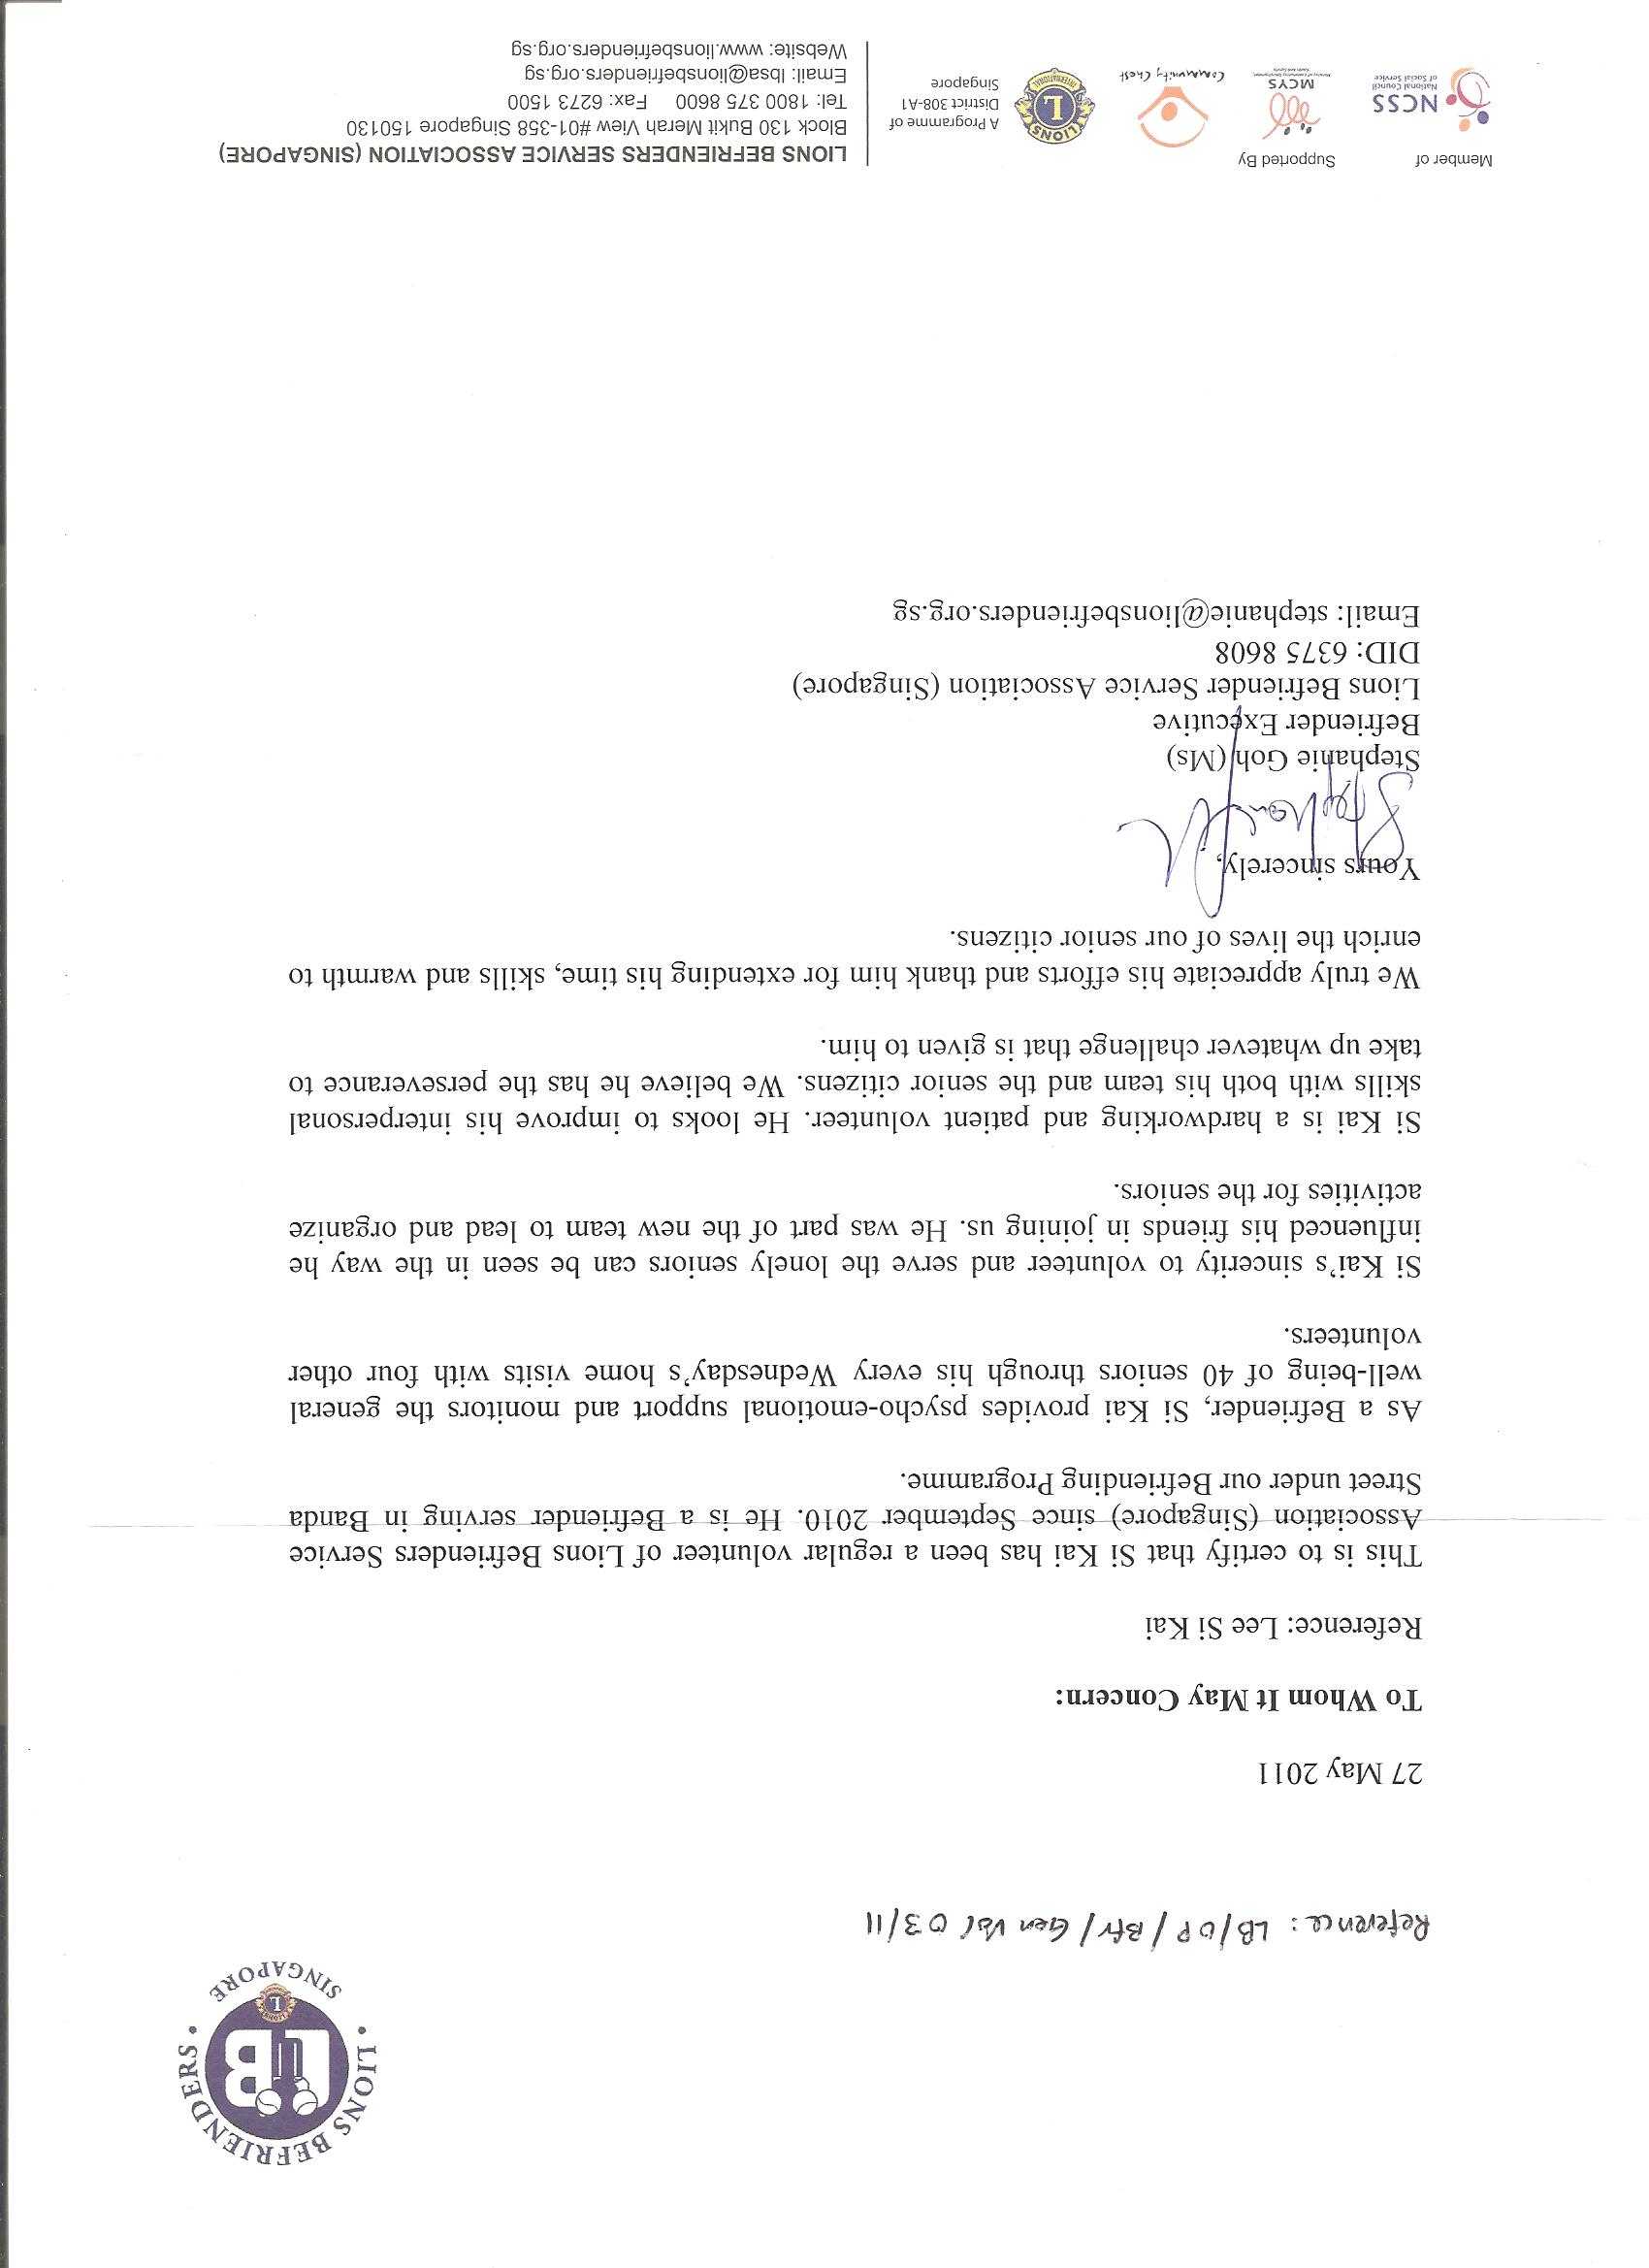 LIONS BEFRIENDERS
SINGAPORE
LB
L
Reference: LB/OP/Bfr/Gen Vol 03/11
27 May 2011
To Whom It May Concern:
Reference: Lee Si Kai
This is to certify that Si Kai has been a regular volunteer of Lions Befrienders Service
Association (Singapore) since September 2010. He is a Befriender serving in Banda
Street under our Befriending Programme.
As a Befriender, Si Kai provides psycho-emotional support and monitors the general
well-being of 40 seniors through his every Wednesday's home visits with four other
volunteers.
Si Kai's sincerity to volunteer and serve the lonely seniors can be seen in the way he
influenced his friends in joining us. He was part of the new team to lead and organize
activities for the seniors.
Si Kai is a hardworking and patient volunteer. He looks to improve his interpersonal
skills with both his team and the senior citizens. We believe he has the perseverance to
take up whatever challenge that is given to him.
We truly appreciate his efforts and thank him for extending his time, skills and warmth to
enrich the lives of our senior citizens.
Yours sincerely,
Stephanie Goh (Ms)
Befriender Executive
Lions Befriender Service Association (Singapore)
DID: 6375 8608
Email: stephanie@lionsbefrienders.org.sg
Member of
NCSS
National Council
of Social Service
Supported By
MCYS
Community Chest
LIONS
L
INTERNATIONAL
A Programme of
District 308-A1
Singapore
LIONS BEFRIENDERS SERVICE ASSOCIATION (SINGAPORE)
Block 130 Bukit Merah View #01-358 Singapore 150130
Tel: 1800 375 8600 Fax: 6273 1500
Email: lbsa@lionsbefrienders.org.sg
Website: www.lionsbefrienders.org.sg